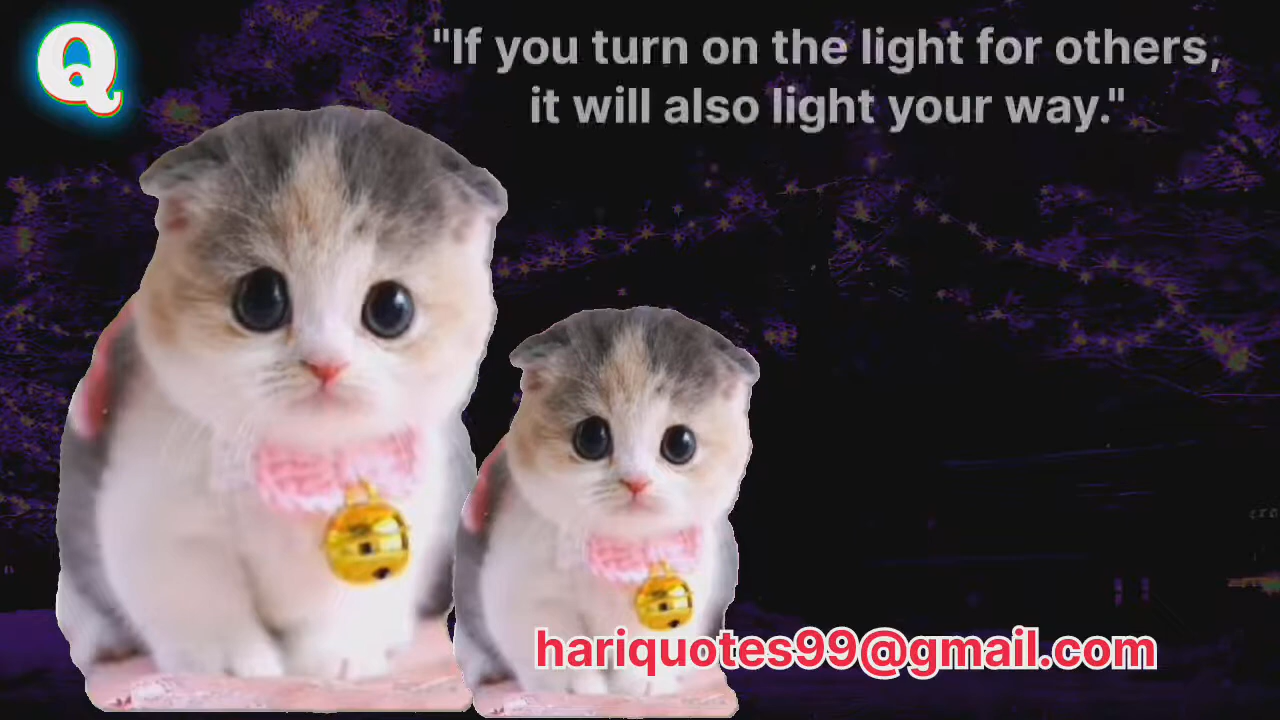 Q
"If you turn on the light for others,
it will also light your way."
hariquotes99@gmail.com